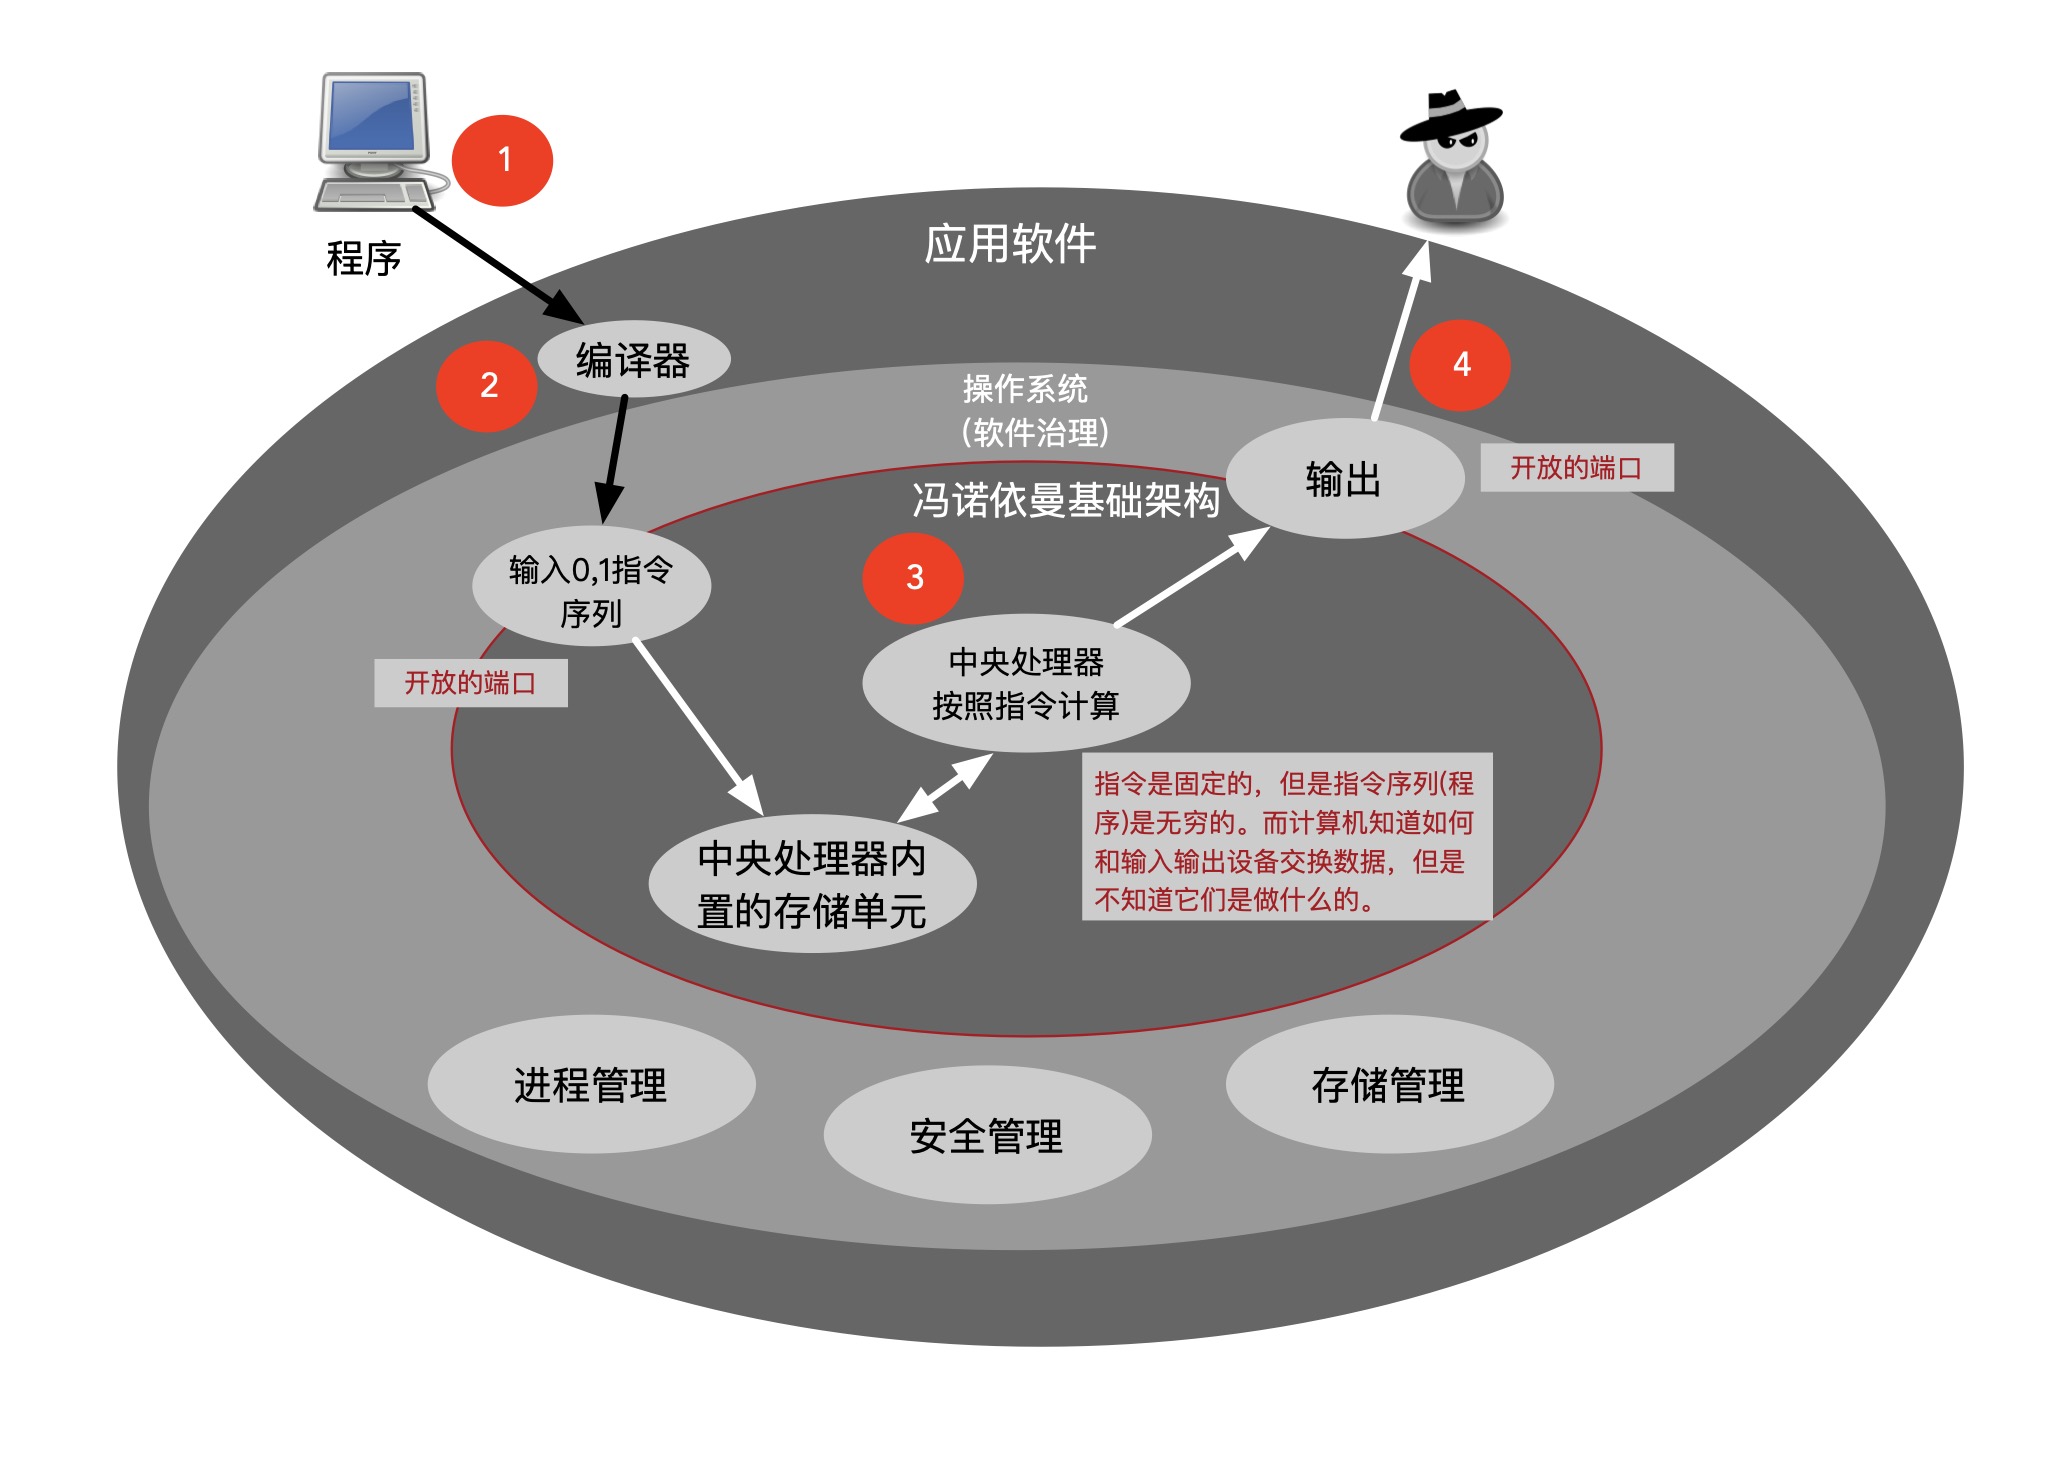 1
程序
应用软件
编译器
2
操作系统
(软件治理)
4
输出
开放的端口
冯诺依曼基础架构
输入0,1指令
序列
3
开放的端口
中央处理器
按照指令计算
指令是固定的，但是指令序列(程
序)是无穷的。而计算机知道如何
和输入输出设备交换数据，但是
不知道它们是做什么的。
中央处理器内
置的存储单元
进程管理
安全管理
存储管理